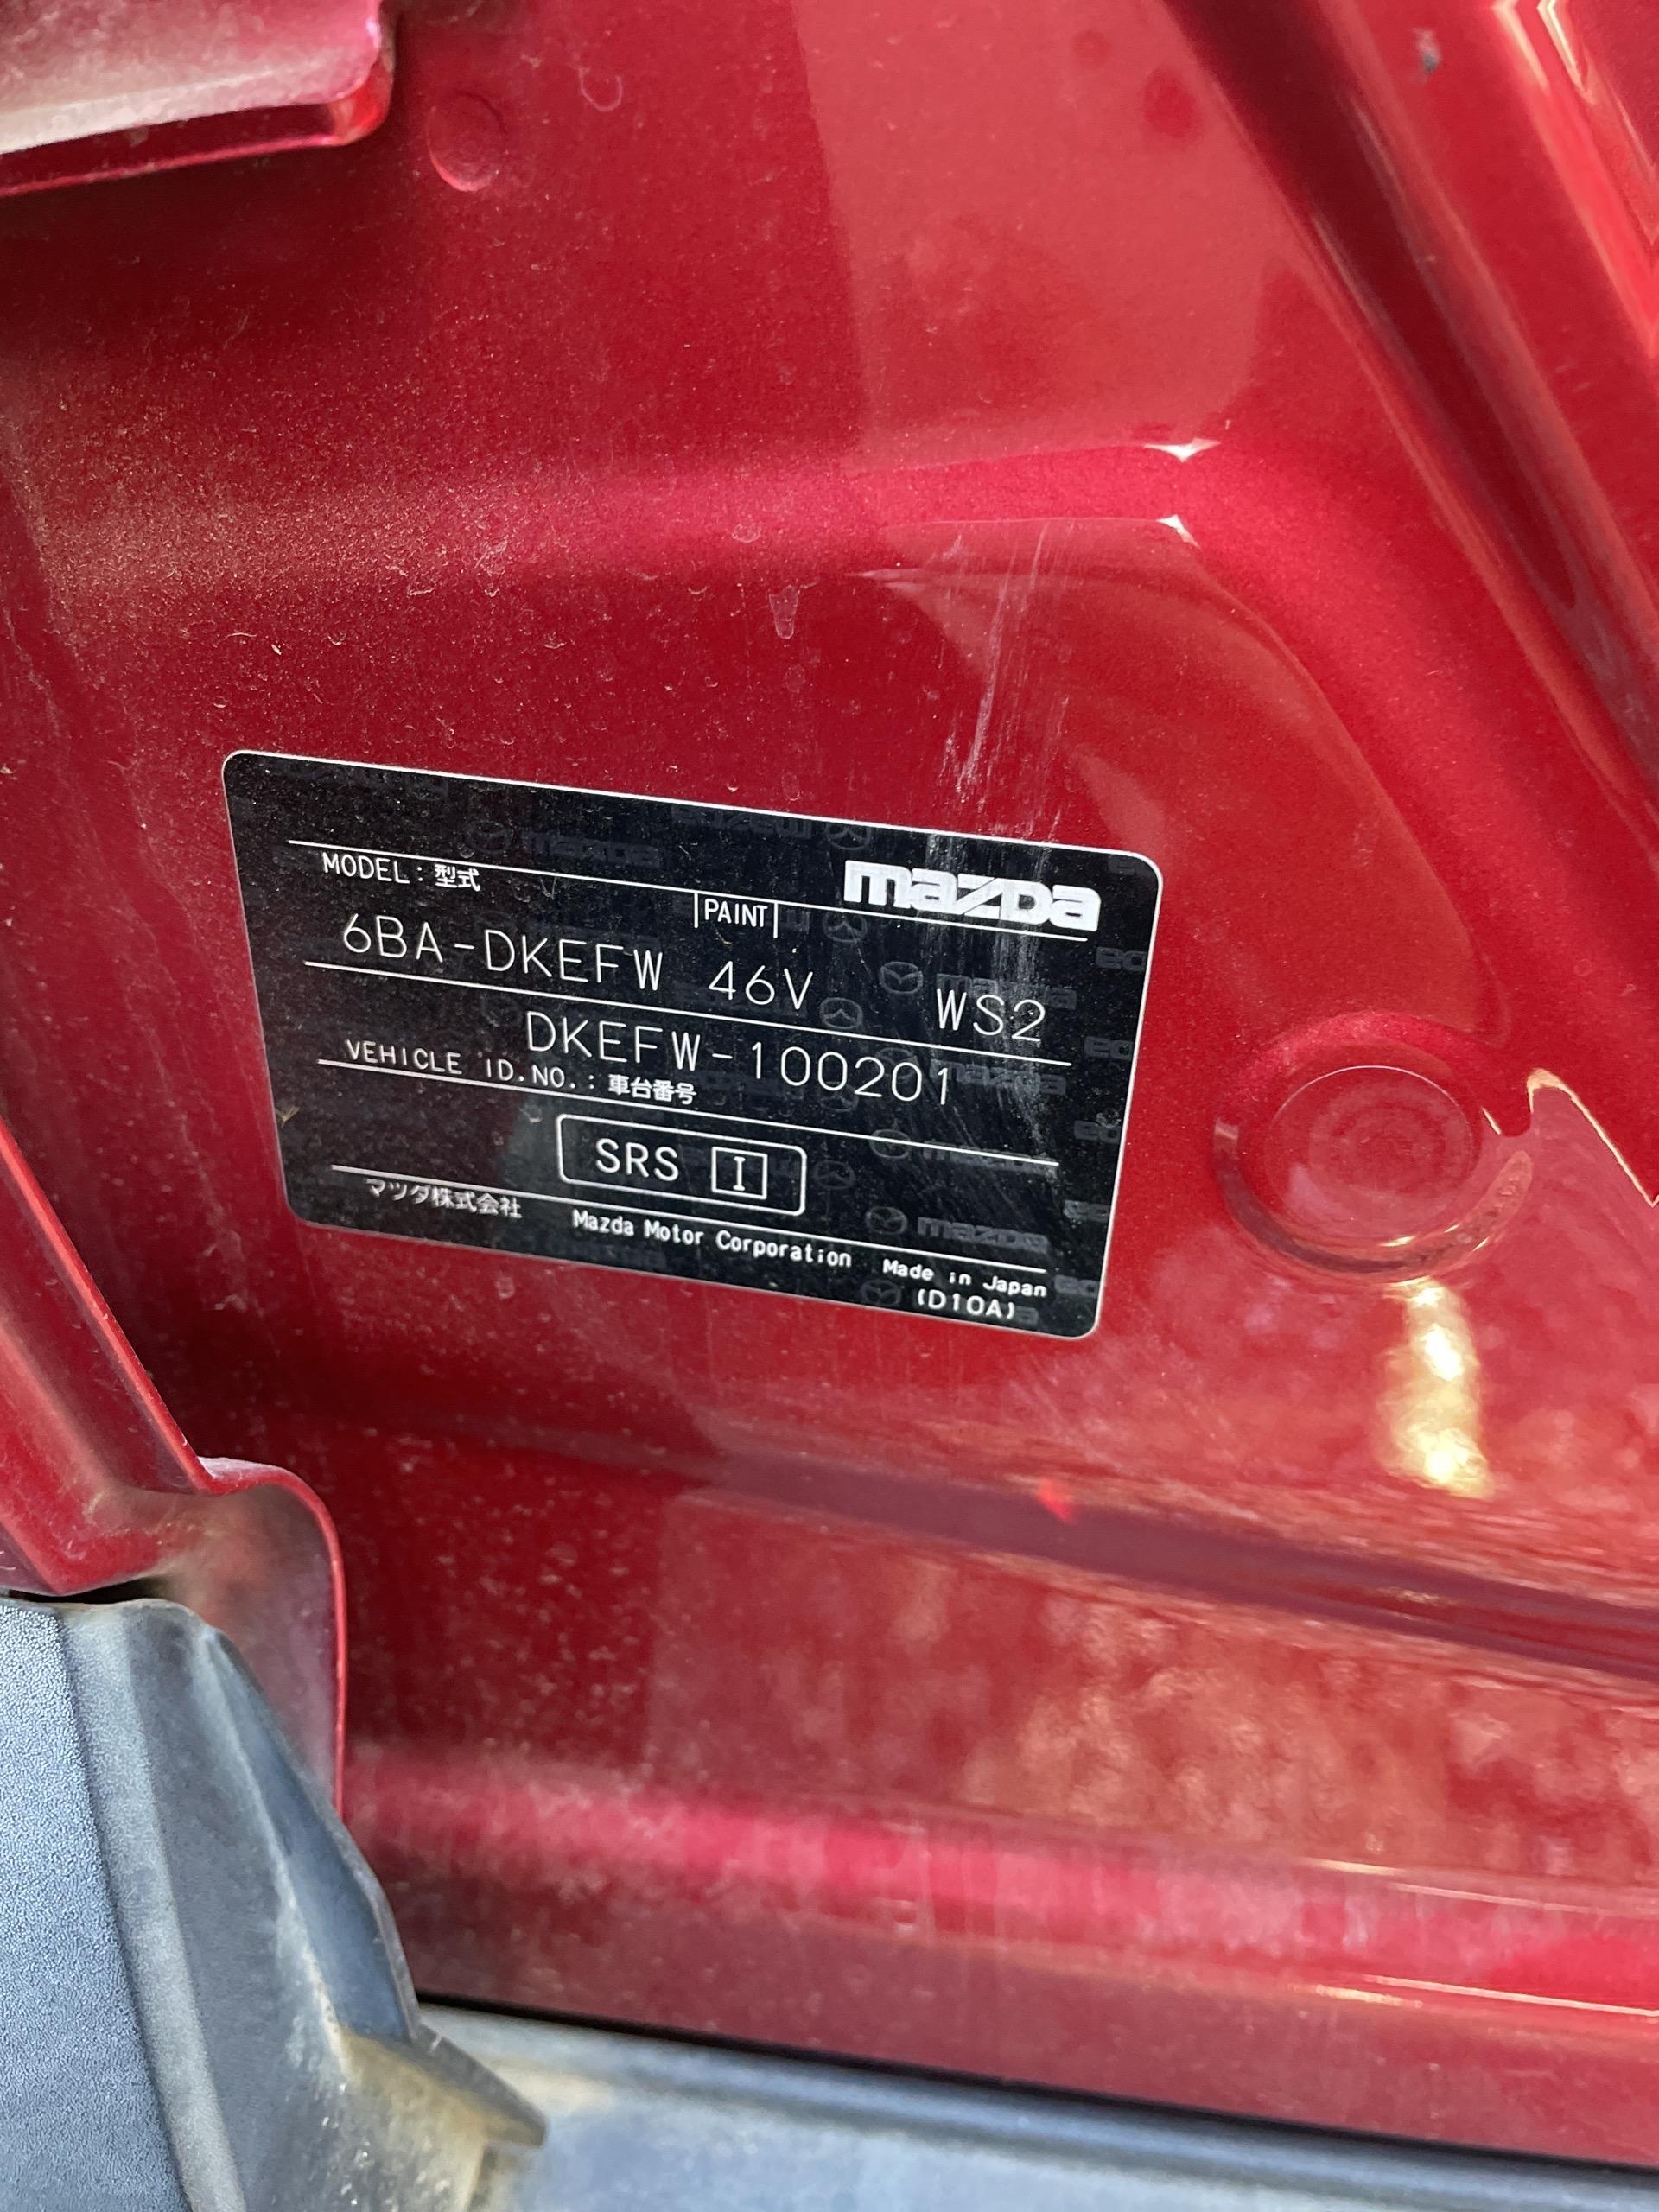 mazda
MODEL：型式
PAINT
6BA-DKEFW 46V WS2
DKEFW-100201
VEHICLE ID.NO.：車台番号
SRS I
マツダ株式会社 Mazda Motor Corporation Made in Japan
(D10A)